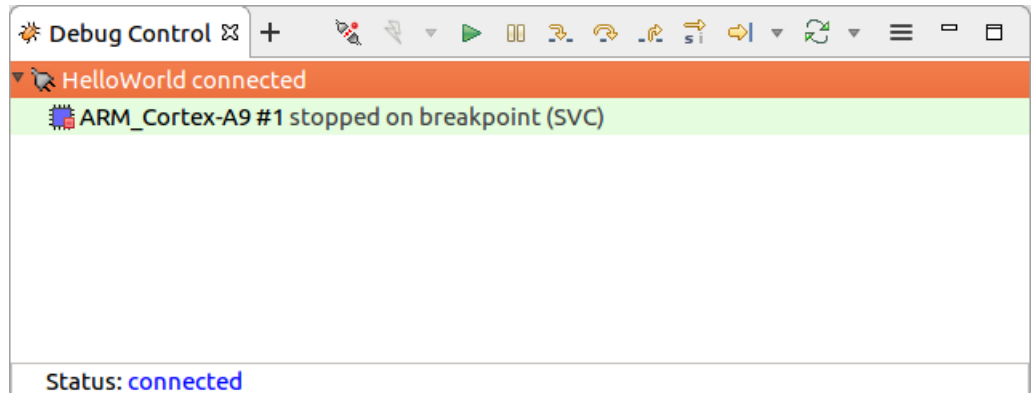 Debug Control
s i
HelloWorld connected
ARM_Cortex-A9 #1 stopped on breakpoint (SVC)
Status: connected